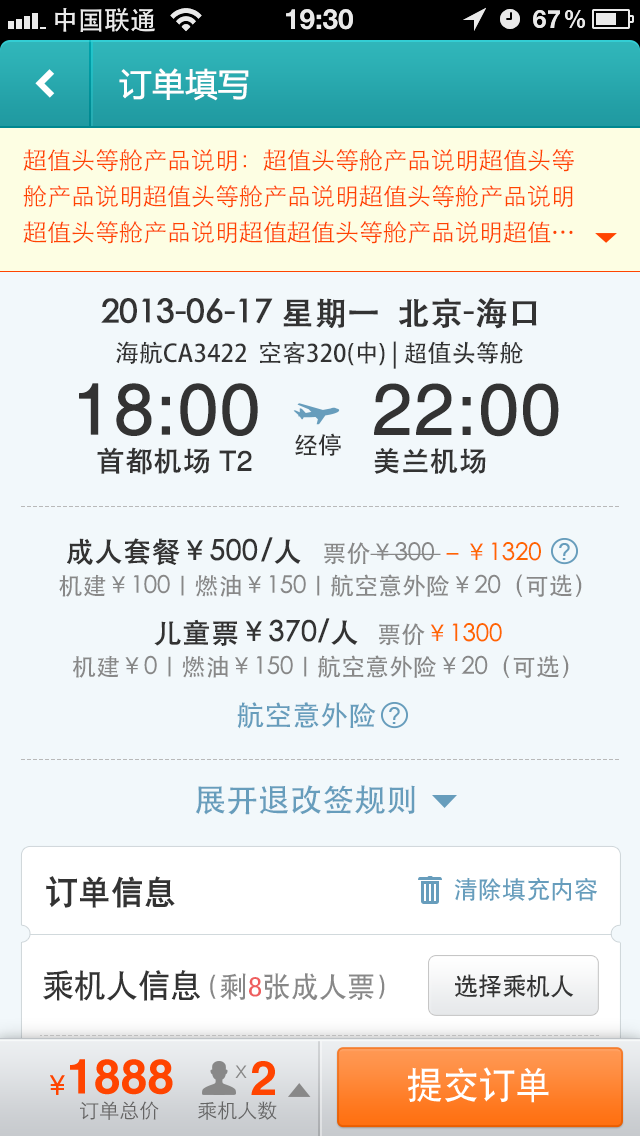 中国联通 19:30 67%
订单填写
超值头等舱产品说明：超值头等舱产品说明超值头等
舱产品说明超值头等舱产品说明超值头等舱产品说明
超值头等舱产品说明超值超值头等舱产品说明超值…
2013-06-17 星期一 北京-海口
海航CA3422 空客320(中) | 超值头等舱
18:00 22:00
经停
首都机场 T2 美兰机场
成人套餐￥500/人 票价￥300 – ￥1320 ?
机建￥100 | 燃油￥150 | 航空意外险￥20（可选）
儿童票￥370/人 票价￥1300
机建￥0 | 燃油￥150 | 航空意外险￥20（可选）
航空意外险 ?
展开退改签规则
订单信息 清除填充内容
乘机人信息（剩8张成人票） 选择乘机人
¥1888 x2 提交订单
订单总价 乘机人数